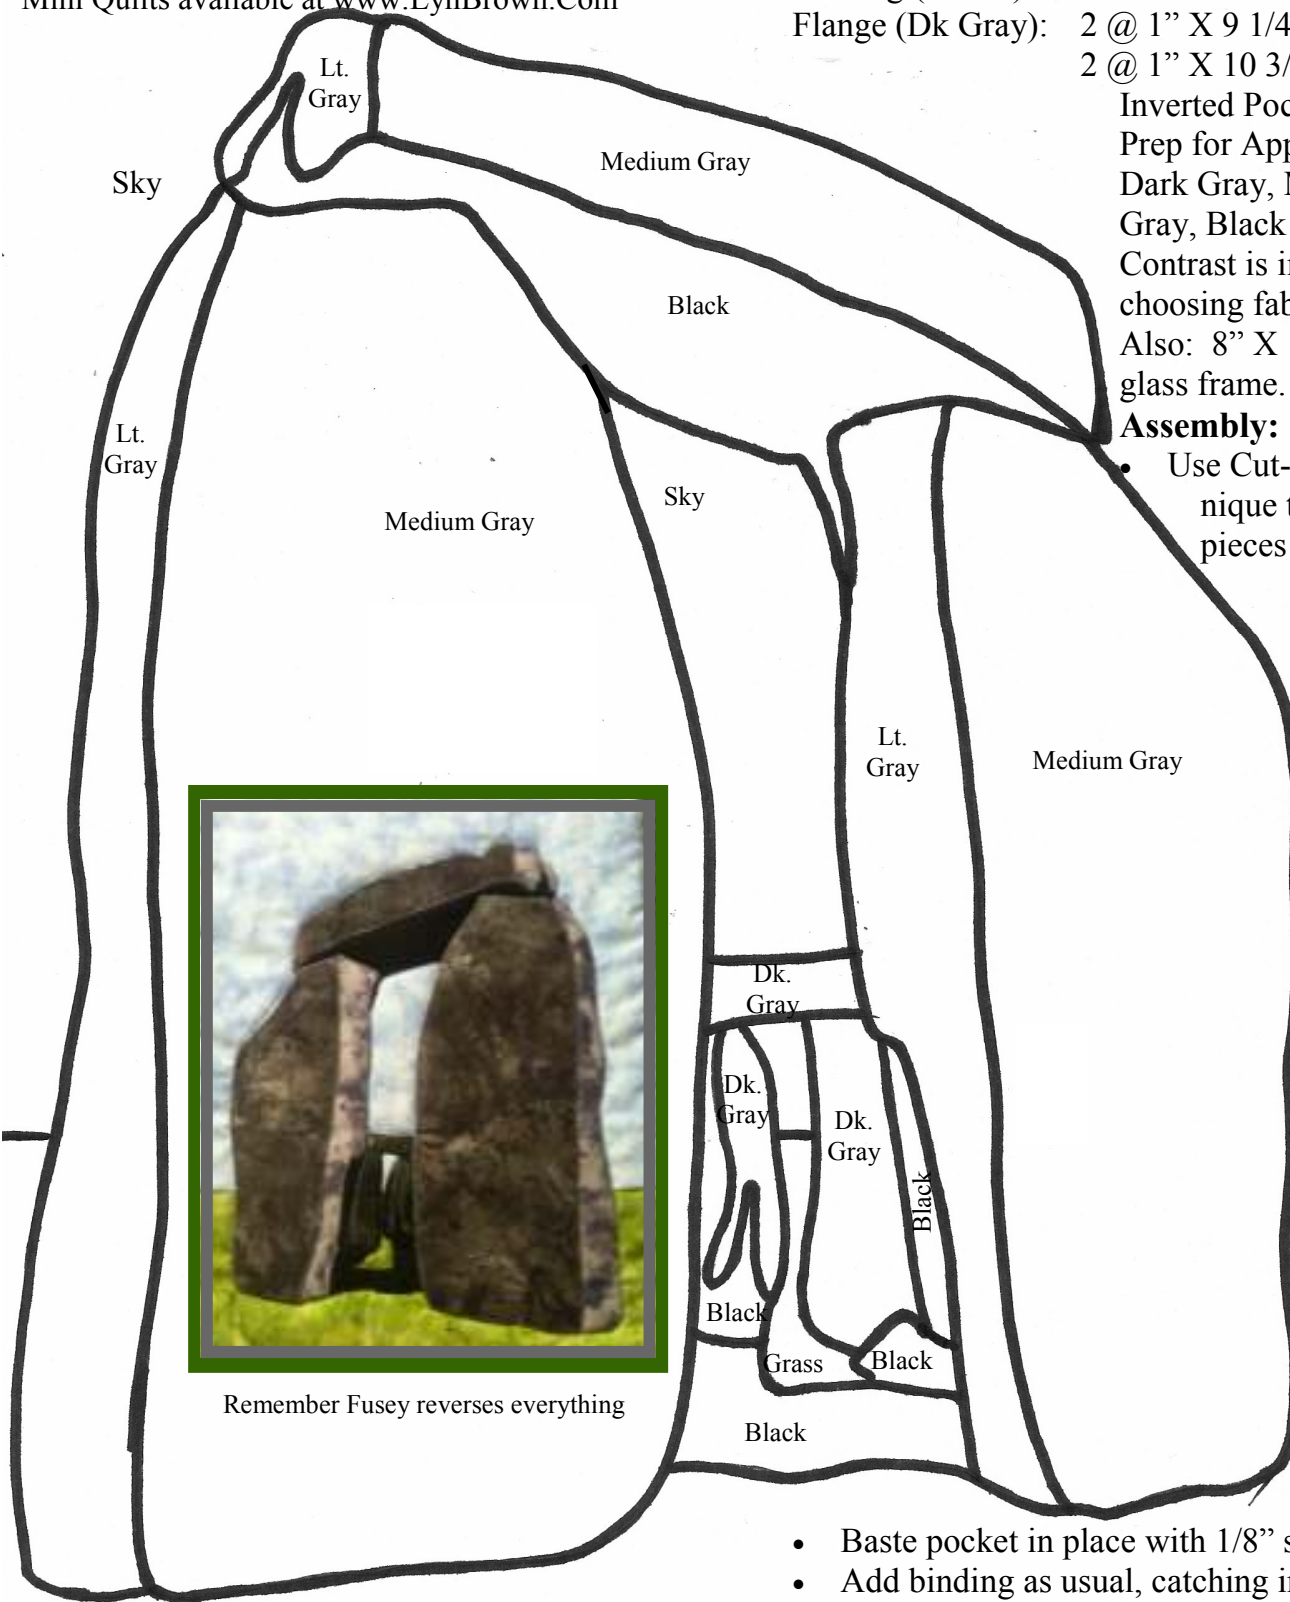 Mini Quilts available at www.LynBrown.Com
Flange (Dk Gray): 2 @ 1” X 9 1/4
2 @ 1” X 10 3/
Inverted Poc
Prep for App
Dark Gray, M
Gray, Black
Contrast is i
choosing fab
Also: 8” X
glass frame.
Assembly:
• Use Cut-
nique t
pieces
Lt.
Gray
Sky
Medium Gray
Black
Lt.
Gray
Medium Gray
Sky
Lt.
Gray
Medium Gray
Dk.
Gray
Dk.
Gray
Dk.
Gray
Black
Black
Grass
Black
Black
Remember Fusey reverses everything
• Baste pocket in place with 1/8” s
• Add binding as usual, catching i